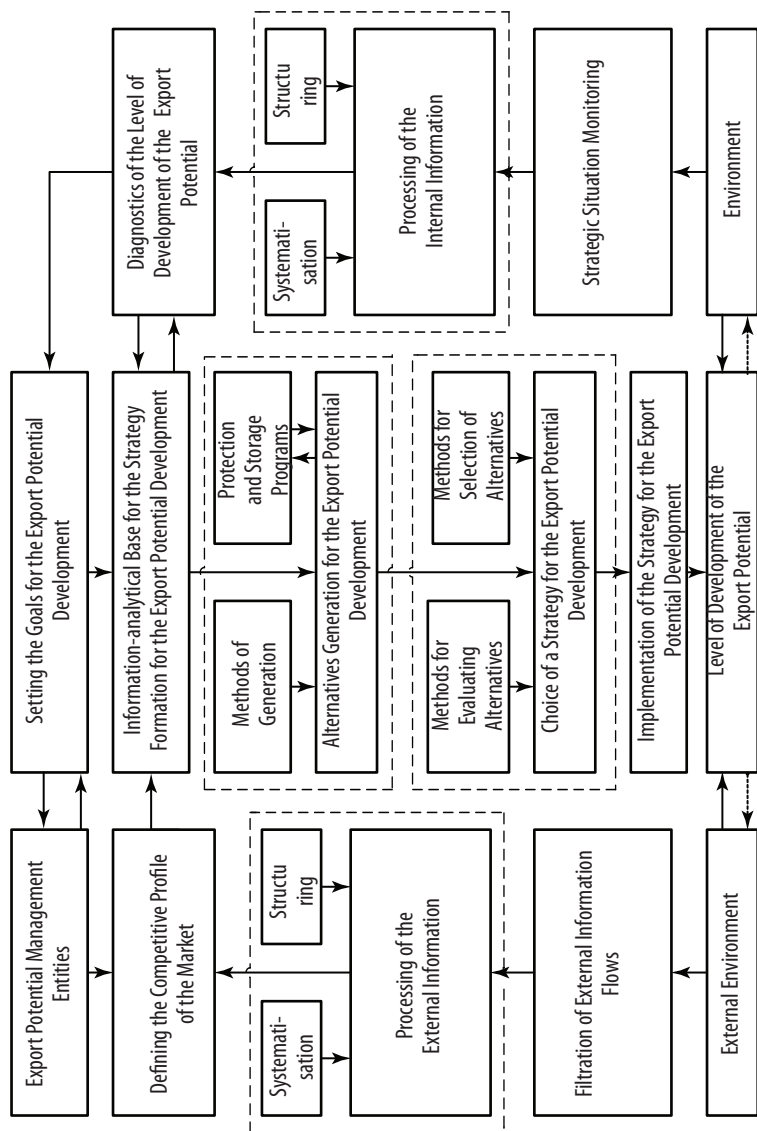 Export Potential Management
Entities
Setting the Goals for the Export Potential
Development
Diagnostics of the Level of
Development of the Export
Potential
Defining the Competitive Profile
of the Market
Information-analytical Base for the Strategy
Formation for the Export Potential Development
Systemati-
sation
Structu
ring
Processing of the
External Information
Methods of
Generation
Protection
and Storage
Programs
Alternatives Generation for the Export Potential
Development
Systemati-
sation
Structu
ring
Processing of the
Internal Information
Methods for
Evaluating
Alternatives
Methods for
Selection of
Alternatives
Choice of a Strategy for the Export Potential
Development
Filtration of External Information
Flows
Implementation of the Strategy for the Export
Potential Development
Strategic Situation Monitoring
External Environment
Level of Development of the
Export Potential
Environment